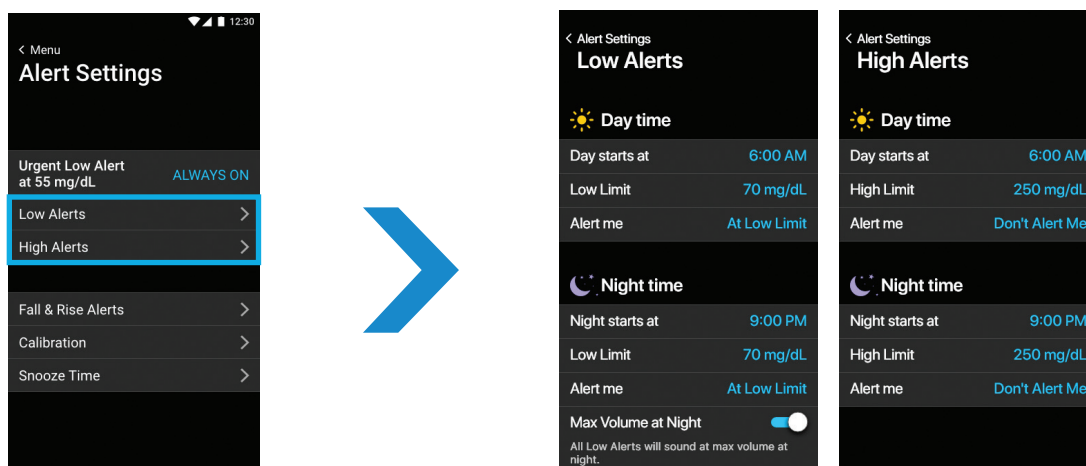 12:30
< Menu
Alert Settings
Urgent Low Alert
at 55 mg/dL ALWAYS ON
Low Alerts >
High Alerts >
Fall & Rise Alerts >
Calibration >
Snooze Time >
< Alert Settings
Low Alerts
Day time
Day starts at 6:00 AM
Low Limit 70 mg/dL
Alert me At Low Limit
Night time
Night starts at 9:00 PM
Low Limit 70 mg/dL
Alert me At Low Limit
Max Volume at Night
All Low Alerts will sound at max volume at
night.
< Alert Settings
High Alerts
Day time
Day starts at 6:00 AM
High Limit 250 mg/dL
Alert me Don't Alert Me
Night time
Night starts at 9:00 PM
High Limit 250 mg/dL
Alert me Don't Alert Me